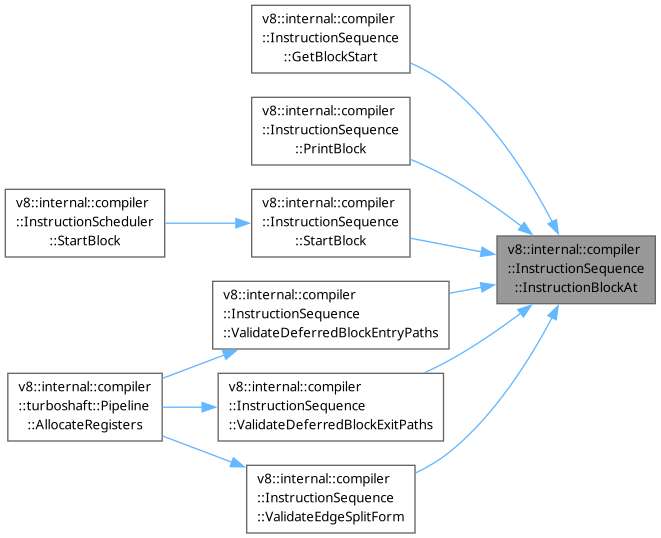 v8::internal::compiler
::InstructionSequence
::GetBlockStart
v8::internal::compiler
::InstructionSequence
::PrintBlock
v8::internal::compiler
::InstructionScheduler
::StartBlock
v8::internal::compiler
::InstructionSequence
::StartBlock
v8::internal::compiler
::InstructionSequence
::InstructionBlockAt
v8::internal::compiler
::InstructionSequence
::ValidateDeferredBlockEntryPaths
v8::internal::compiler
::turboshaft::Pipeline
::AllocateRegisters
v8::internal::compiler
::InstructionSequence
::ValidateDeferredBlockExitPaths
v8::internal::compiler
::InstructionSequence
::ValidateEdgeSplitForm